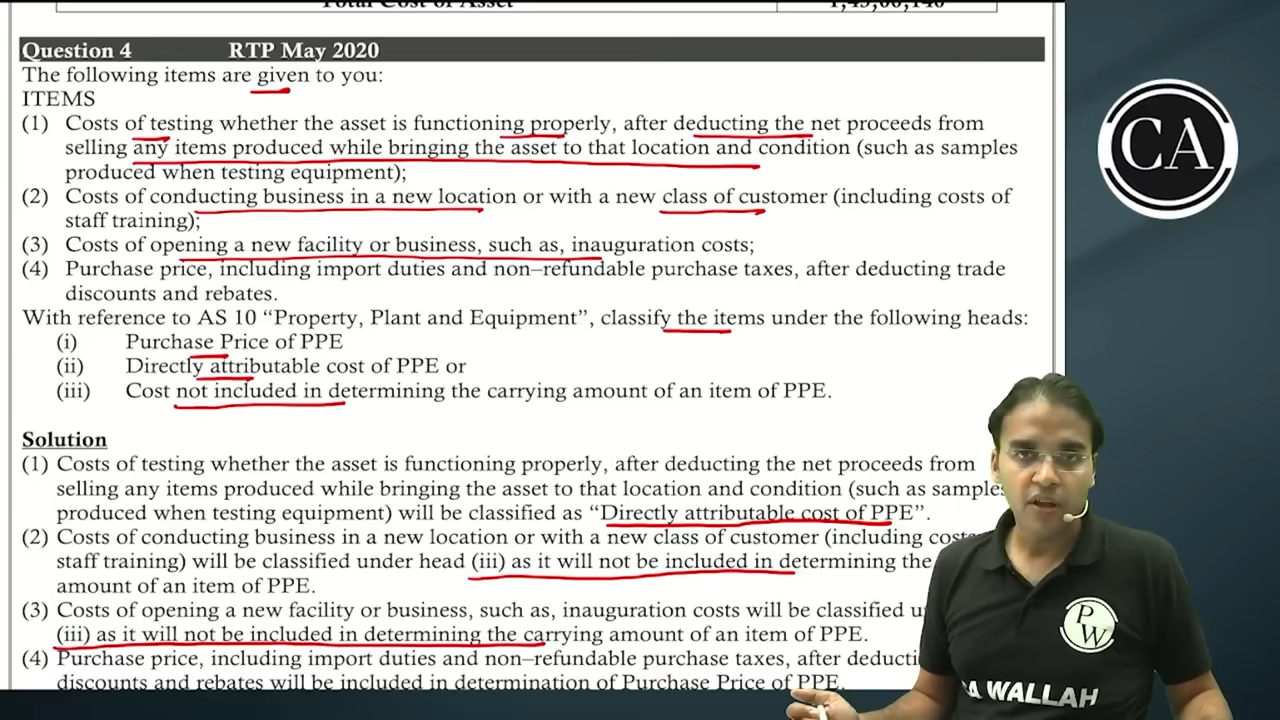 Total Cost of Asset 1,45,00,140
Question 4 RTP May 2020
The following items are given to you:
ITEMS
(1) Costs of testing whether the asset is functioning properly, after deducting the net proceeds from
selling any items produced while bringing the asset to that location and condition (such as samples
produced when testing equipment);
(2) Costs of conducting business in a new location or with a new class of customer (including costs of
staff training);
(3) Costs of opening a new facility or business, such as, inauguration costs;
(4) Purchase price, including import duties and non–refundable purchase taxes, after deducting trade
discounts and rebates.
With reference to AS 10 “Property, Plant and Equipment”, classify the items under the following heads:
(i) Purchase Price of PPE
(ii) Directly attributable cost of PPE or
(iii) Cost not included in determining the carrying amount of an item of PPE.
Solution
(1) Costs of testing whether the asset is functioning properly, after deducting the net proceeds from
selling any items produced while bringing the asset to that location and condition (such as samples
produced when testing equipment) will be classified as “Directly attributable cost of PPE”.
(2) Costs of conducting business in a new location or with a new class of customer (including costs
staff training) will be classified under head (iii) as it will not be included in determining the
amount of an item of PPE.
(3) Costs of opening a new facility or business, such as, inauguration costs will be classified
(iii) as it will not be included in determining the carrying amount of an item of PPE.
(4) Purchase price, including import duties and non–refundable purchase taxes, after
discounts and rebates will be included in determination of Purchase Price of PPE.
CA
PW
CA WALLAH